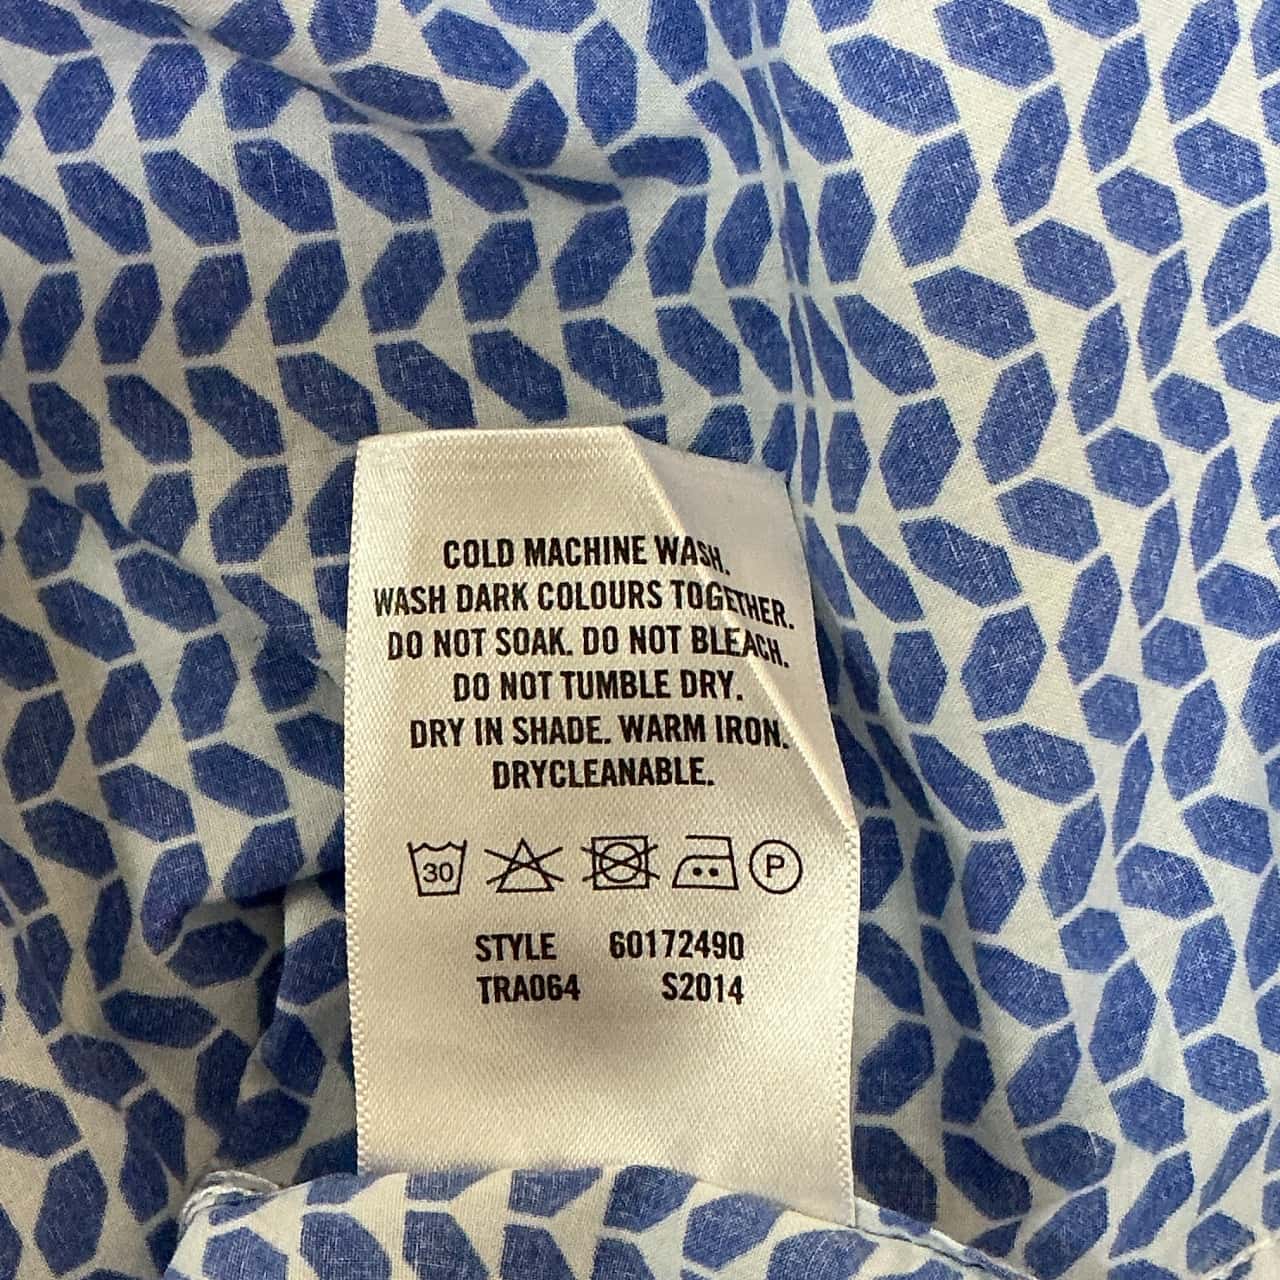 COLD MACHINE WASH.
WASH DARK COLOURS TOGETHER.
DO NOT SOAK. DO NOT BLEACH.
DO NOT TUMBLE DRY.
DRY IN SHADE. WARM IRON.
DRYCLEANABLE.
30 P
STYLE 60172490
TRA064 S2014